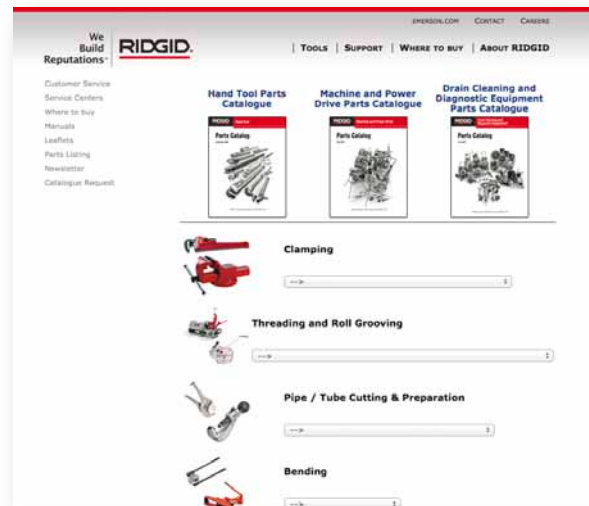 EMERSON.COM CONTACT CAREERS
We
Build
Reputations
RIDGID.
| TOOLS | SUPPORT | WHERE TO BUY | ABOUT RIDGID
Customer Service
Service Centers
Where to buy
Manuals
Leaflets
Parts Listing
Newsletter
Catalogue Request
Hand Tool Parts
Catalogue
Machine and Power
Drive Parts Catalogue
Drain Cleaning and
Diagnostic Equipment
Parts Catalogue
RIDGID
Parts Catalog
RIDGID
Parts Catalog
RIDGID
Parts Catalog
Clamping
--->
Threading and Roll Grooving
--->
Pipe / Tube Cutting & Preparation
--->
Bending
--->